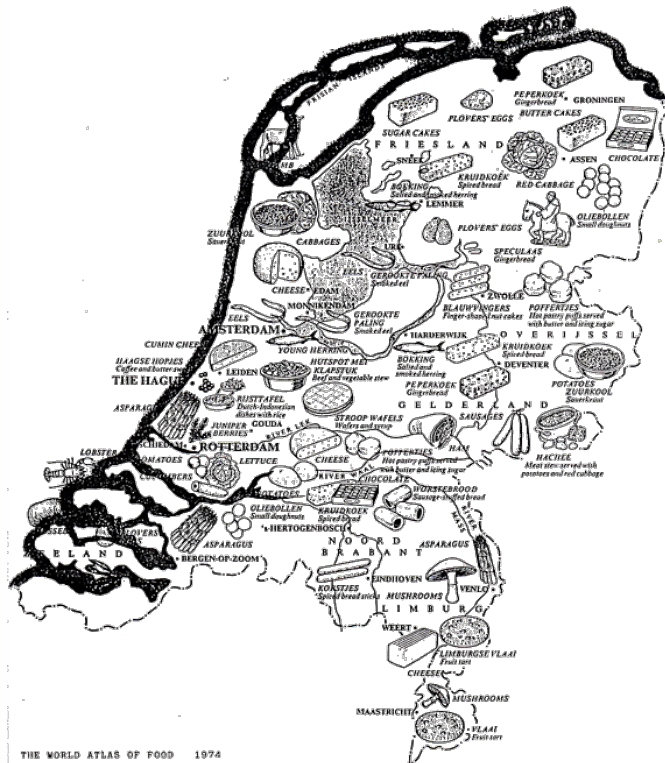 FRISIAN ISLANDS
PEPERKOEK
Gingerbread
GRONINGEN
SUGAR CAKES
PLOVERS' EGGS
BUTTER CAKES
FRIESLAND
SNEEK
KRUIDKOEK
Spiced bread
RED CABBAGE
ASSEN
CHOCOLATE
BOKKING
Salted and smoked herring
LEMMER
OLIEBOLLEN
Small doughnuts
IJSSELMEER
ZUURKOOL
Sauerkraut
CABBAGES
URK
PLOVERS' EGGS
SPECULAAS
Gingerbread
EELS
GEROOKTE PALING
Smoked eel
CHEESE
EDAM
MONNIKENDAM
BLAUWVINGERS
Finger-shaped nut cakes
ZWOLLE
POFFERTJES
Hot pastry puffs served
with butter and icing sugar
EELS
AMSTERDAM
GEROOKTE
PALING
Smoked eel
HARDERWIJK
OVERIJSSEL
YOUNG HERRING
BOKKING
Salted and
smoked herring
KRUIDKOEK
Spiced bread
DEVENTER
CUMIN CHEESE
HAAGSE HOPJES
Coffee and butter
LEIDEN
HUTSPOT MET
KLAPSTUK
Beef and vegetable stew
THE HAGUE
PEPERKOEK
Gingerbread
POTATOES
ZUURKOOL
Sauerkraut
RIJSTTAFEL
Dutch-Indonesian
dishes with rice
ASPARAGUS
GOUDA
STROOP WAFELS
Wafers and syrup
GELDERLAND
SAUSAGES
JUNIPER
BERRIES
RIVER LEK
SCHIEDAM
ROTTERDAM
CHEESE
POFFERTJES
Hot pastry puffs served
with butter and icing sugar
HAM
HACHEE
Meat stew served with
potatoes and red cabbage
LOBSTER
TOMATOES
LETTUCE
CUCUMBERS
RIVER WAAL
POTATOES
CHOCOLATE
WORSTEBROOD
Sausage-stuffed bread
OLIEBOLLEN
Small doughnuts
KRUIDKOEK
Spiced bread
'S-HERTOGENBOSCH
RIVER MAAS
ASPARAGUS
NOORD
BRABANT
ASPARAGUS
BERGEN-OP-ZOOM
EINDHOVEN
Spiced bread sticks
MUSHROOMS
VENLO
LIMBURG
WEERT
LIMBURGSE VLAAI
Fruit tart
CHEESE
MUSHROOMS
MAASTRICHT
VLAAI
Fruit tart
THE WORLD ATLAS OF FOOD 1974